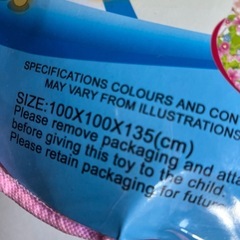 SPECIFICATIONS COLOURS AND CON
MAY VARY FROM ILLUSTRATIONS
SIZE:100X100X135(cm)
Please remove packaging and atta
before giving this toy to the child.
Please retain packaging for future